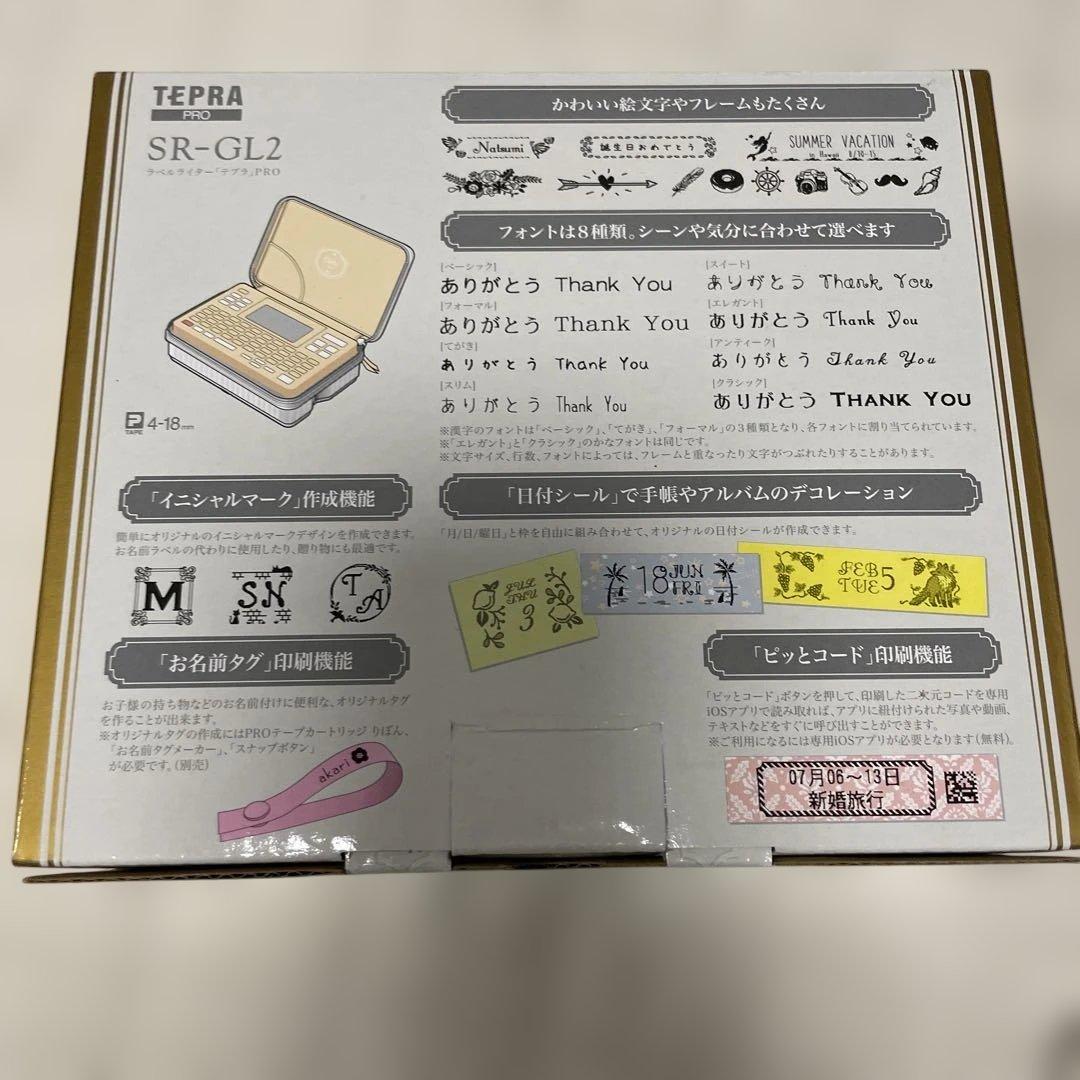 TEPRA
PRO
SR-GL2
ラベルライター「テプラ」PRO
TAPE 4-18mm
かわいい絵文字やフレームもたくさん
Natsumi
誕生日おめでとう
SUMMER VACATION
in Hawaii 8/10-15
フォントは8種類。シーンや気分に合わせて選べます
[ベーシック]
ありがとう Thank You
[フォーマル]
ありがとう Thank You
[てがき]
ありがとう Thank You
[スリム]
ありがとう Thank You
[スイート]
ありがとう Thank You
[エレガント]
ありがとう Thank You
[アンティーク]
ありがとう Thank You
[クラシック]
ありがとう THANK YOU
※漢字のフォントは「ベーシック」、「てがき」、「フォーマル」の3種類となり、各フォントに割り当てられています。
※「エレガント」と「クラシック」のかなフォントは同じです。
※文字サイズ、行数、フォントによっては、フレームと重なったり文字がつぶれたりすることがあります。
「イニシャルマーク」作成機能
簡単にオリジナルのイニシャルマークデザインを作成できます。
お名前ラベルの代わりに使用したり、贈り物にも最適です。
M
SN
TA
「日付シール」で手帳やアルバムのデコレーション
「月/日/曜日」と枠を自由に組み合わせて、オリジナルの日付シールが作成できます。
JUL
THU
3
18 JUN
FRI
FEB
TUE 5
「お名前タグ」印刷機能
お子様の持ち物などのお名前付けに便利な、オリジナルタグ
を作ることが出来ます。
※オリジナルタグの作成にはPROテープカートリッジ りぼん、
「お名前タグメーカー」、「スナップボタン」
が必要です。(別売)
akari
「ピッとコード」印刷機能
「ピッとコード」ボタンを押して、印刷した二次元コードを専用
iOSアプリで読み取れば、アプリに紐付けられた写真や動画、
テキストなどをすぐに呼び出すことができます。
※ご利用になるには専用iOSアプリが必要となります(無料)。
07月06～13日
新婚旅行